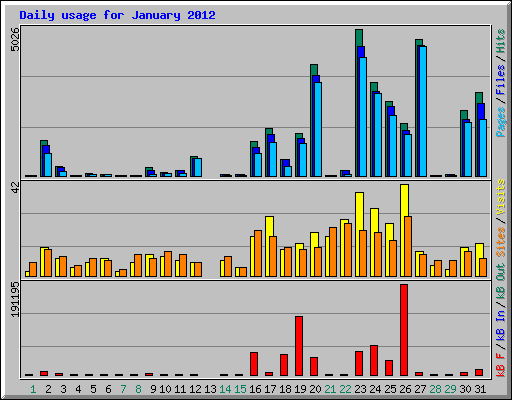 Daily usage for January 2012
5026
Pages / Files / Hits
42
Sites / Visits
191195
kB F / kB In / kB Out
1 2 3 4 5 6 7 8 9 10 11 12 13 14 15 16 17 18 19 20 21 22 23 24 25 26 27 28 29 30 31